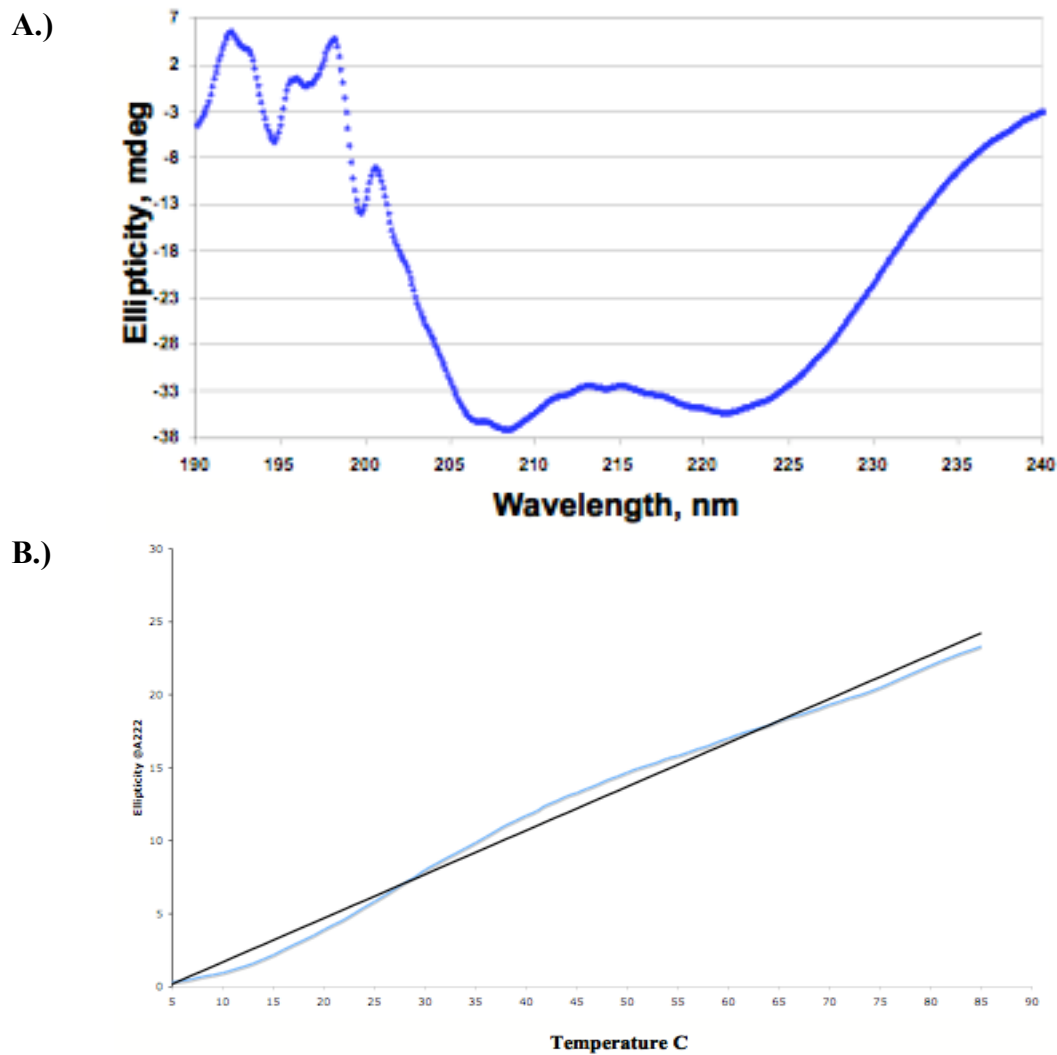 A.)
7
2
-3
-8
-13
-18
-23
-28
-33
-38
Ellipticity, mdeg
190 195 200 205 210 215 220 225 230 235 240
Wavelength, nm
B.)
30
25
20
15
10
5
0
Ellipticity @A222
5 10 15 20 25 30 35 40 45 50 55 60 65 70 75 80 85 90
Temperature C